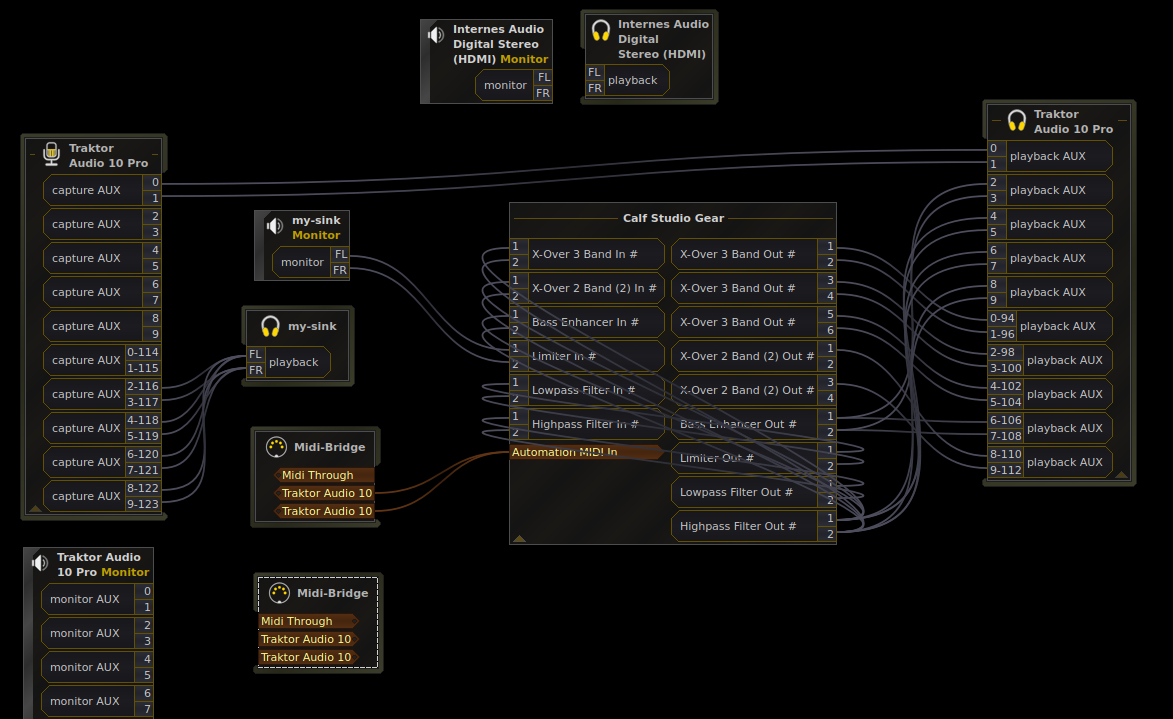 Internes Audio
Digital Stereo
(HDMI) Monitor
monitor
FL
FR
Internes Audio
Digital
Stereo (HDMI)
FL
FR
playback
Traktor
Audio 10 Pro
capture AUX
0
1
capture AUX
2
3
capture AUX
4
5
capture AUX
6
7
capture AUX
8
9
capture AUX
0-114
1-115
capture AUX
2-116
3-117
capture AUX
4-118
5-119
capture AUX
6-120
7-121
capture AUX
8-122
9-123
Traktor Audio
10 Pro Monitor
monitor AUX
0
1
monitor AUX
2
3
monitor AUX
4
5
monitor AUX
6
7
my-sink
Monitor
monitor
FL
FR
my-sink
FL
FR
playback
Midi-Bridge
Midi Through
Traktor Audio 10
Traktor Audio 10
Midi-Bridge
Midi Through
Traktor Audio 10
Traktor Audio 10
Calf Studio Gear
1
2
X-Over 3 Band In #
1
2
X-Over 2 Band (2) In #
1
2
Bass Enhancer In #
1
2
Limiter In #
1
2
Lowpass Filter In #
1
2
Highpass Filter In #
Automation MIDI In
X-Over 3 Band Out #
1
2
X-Over 3 Band Out #
3
4
X-Over 3 Band Out #
5
6
X-Over 2 Band (2) Out #
1
2
X-Over 2 Band (2) Out #
3
4
Bass Enhancer Out #
1
2
Limiter Out #
1
2
Lowpass Filter Out #
1
2
Highpass Filter Out #
1
2
Traktor
Audio 10 Pro
0
1
playback AUX
2
3
playback AUX
4
5
playback AUX
6
7
playback AUX
8
9
playback AUX
0-94
1-96
playback AUX
2-98
3-100
playback AUX
4-102
5-104
playback AUX
6-106
7-108
playback AUX
8-110
9-112
playback AUX